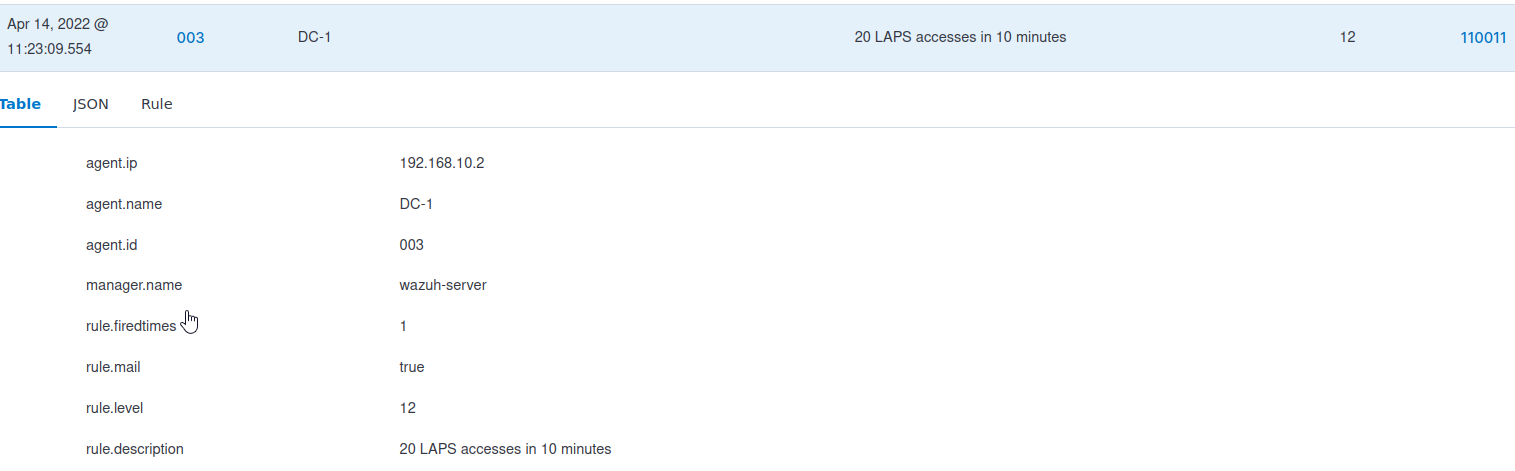 Apr 14, 2022 @
11:23:09.554
003
DC-1
20 LAPS accesses in 10 minutes
12
110011
Table JSON Rule
agent.ip 192.168.10.2
agent.name DC-1
agent.id 003
manager.name wazuh-server
rule.firedtimes 1
rule.mail true
rule.level 12
rule.description 20 LAPS accesses in 10 minutes